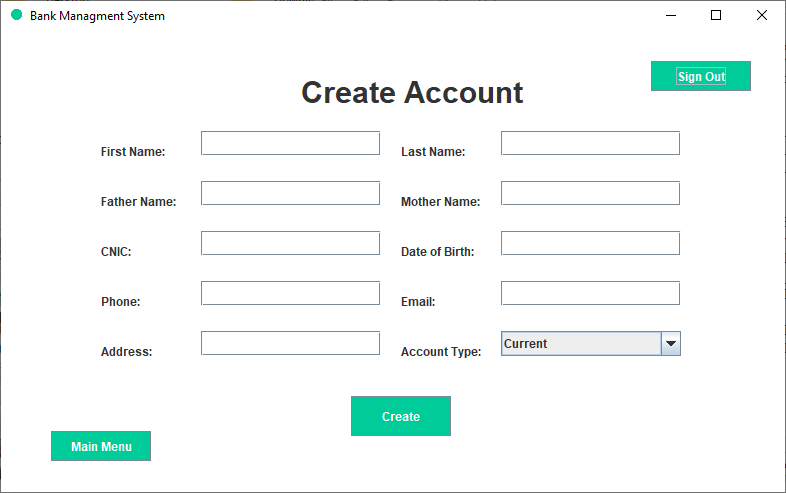 Bank Managment System
Sign Out
Create Account
First Name:
Last Name:
Father Name:
Mother Name:
CNIC:
Date of Birth:
Phone:
Email:
Address:
Account Type:
Current
Create
Main Menu